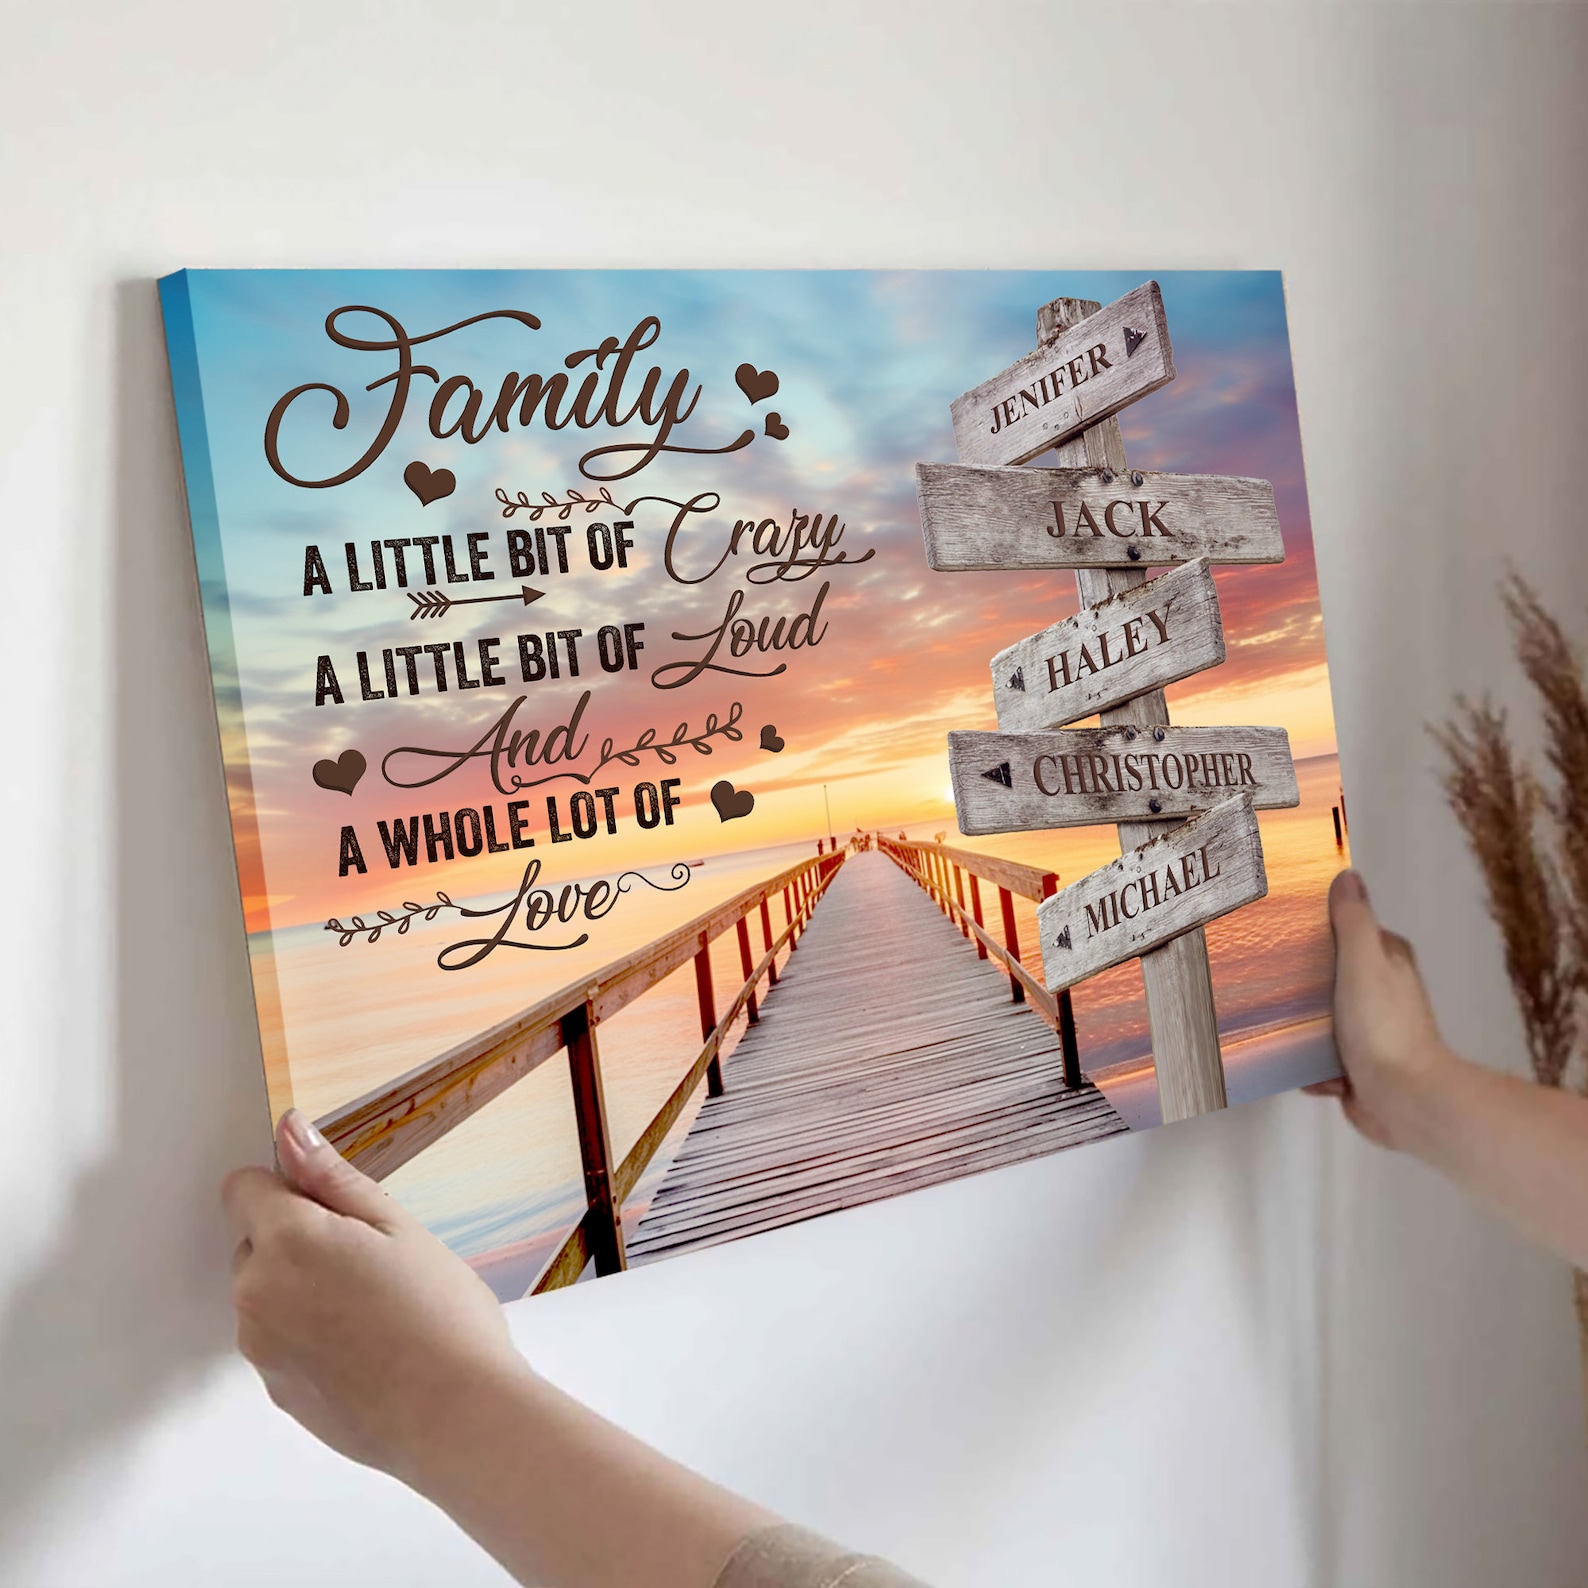 Family
A LITTLE BIT OF Crazy
A LITTLE BIT OF Loud
And
A WHOLE LOT OF
Love
JENIFER
JACK
HALEY
CHRISTOPHER
MICHAEL